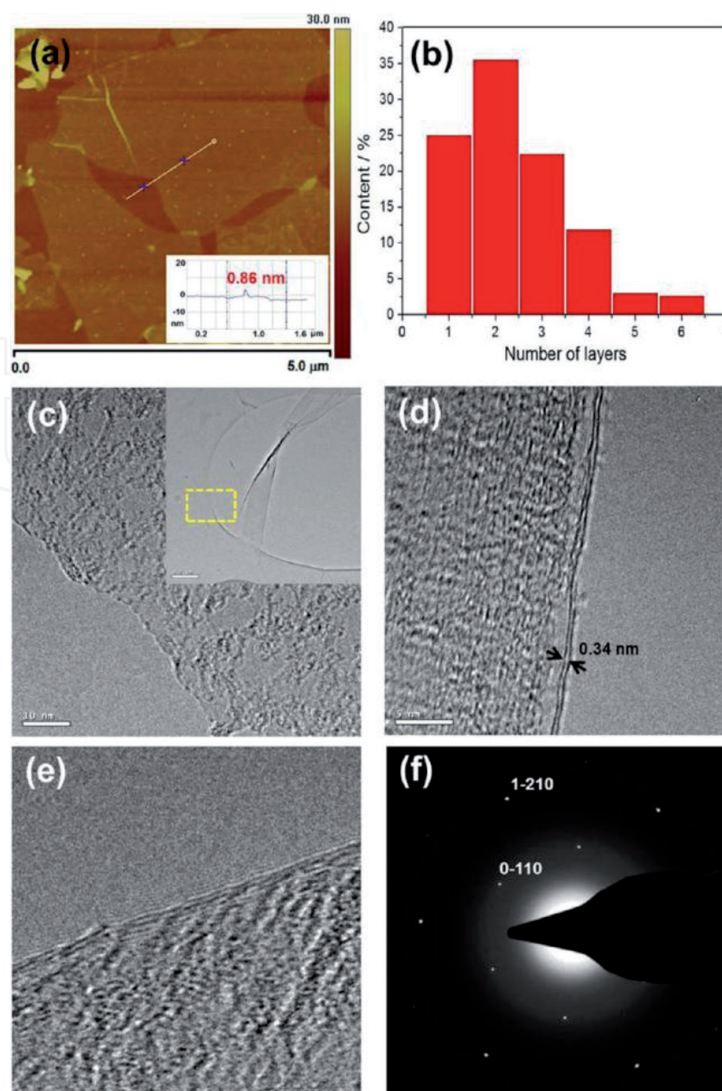 (a)
30.0 nm
0.86 nm
20
0
-10
nm
0.2
1.0
1.6 μm
0.0
5.0 μm
(b)
Content / %
40
35
30
25
20
15
10
5
0
0
1
2
3
4
5
6
7
Number of layers
(c)
10 nm
(d)
0.34 nm
5 nm
(e)
(f)
1-210
0-110